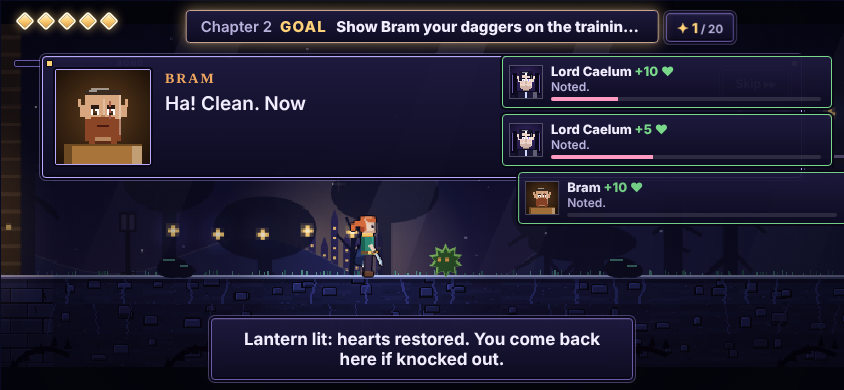 Chapter 2 GOAL Show Bram your daggers on the trainin...
1 / 20
BRAM
Ha! Clean. Now
Lord Caelum +10
Noted.
Lord Caelum +5
Noted.
Bram +10
Noted.
Skip
Lantern lit: hearts restored. You come back
here if knocked out.